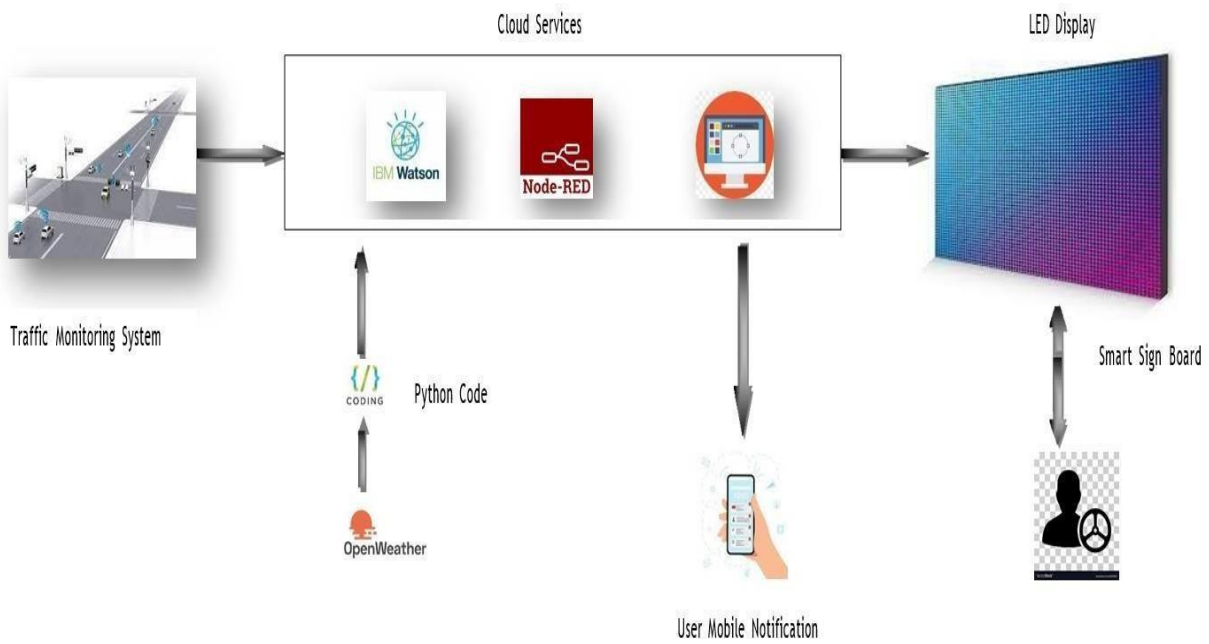 Cloud Services
LED Display
IBM Watson
Node-RED
Traffic Monitoring System
Smart Sign Board
CODING
Python Code
OpenWeather
User Mobile Notification